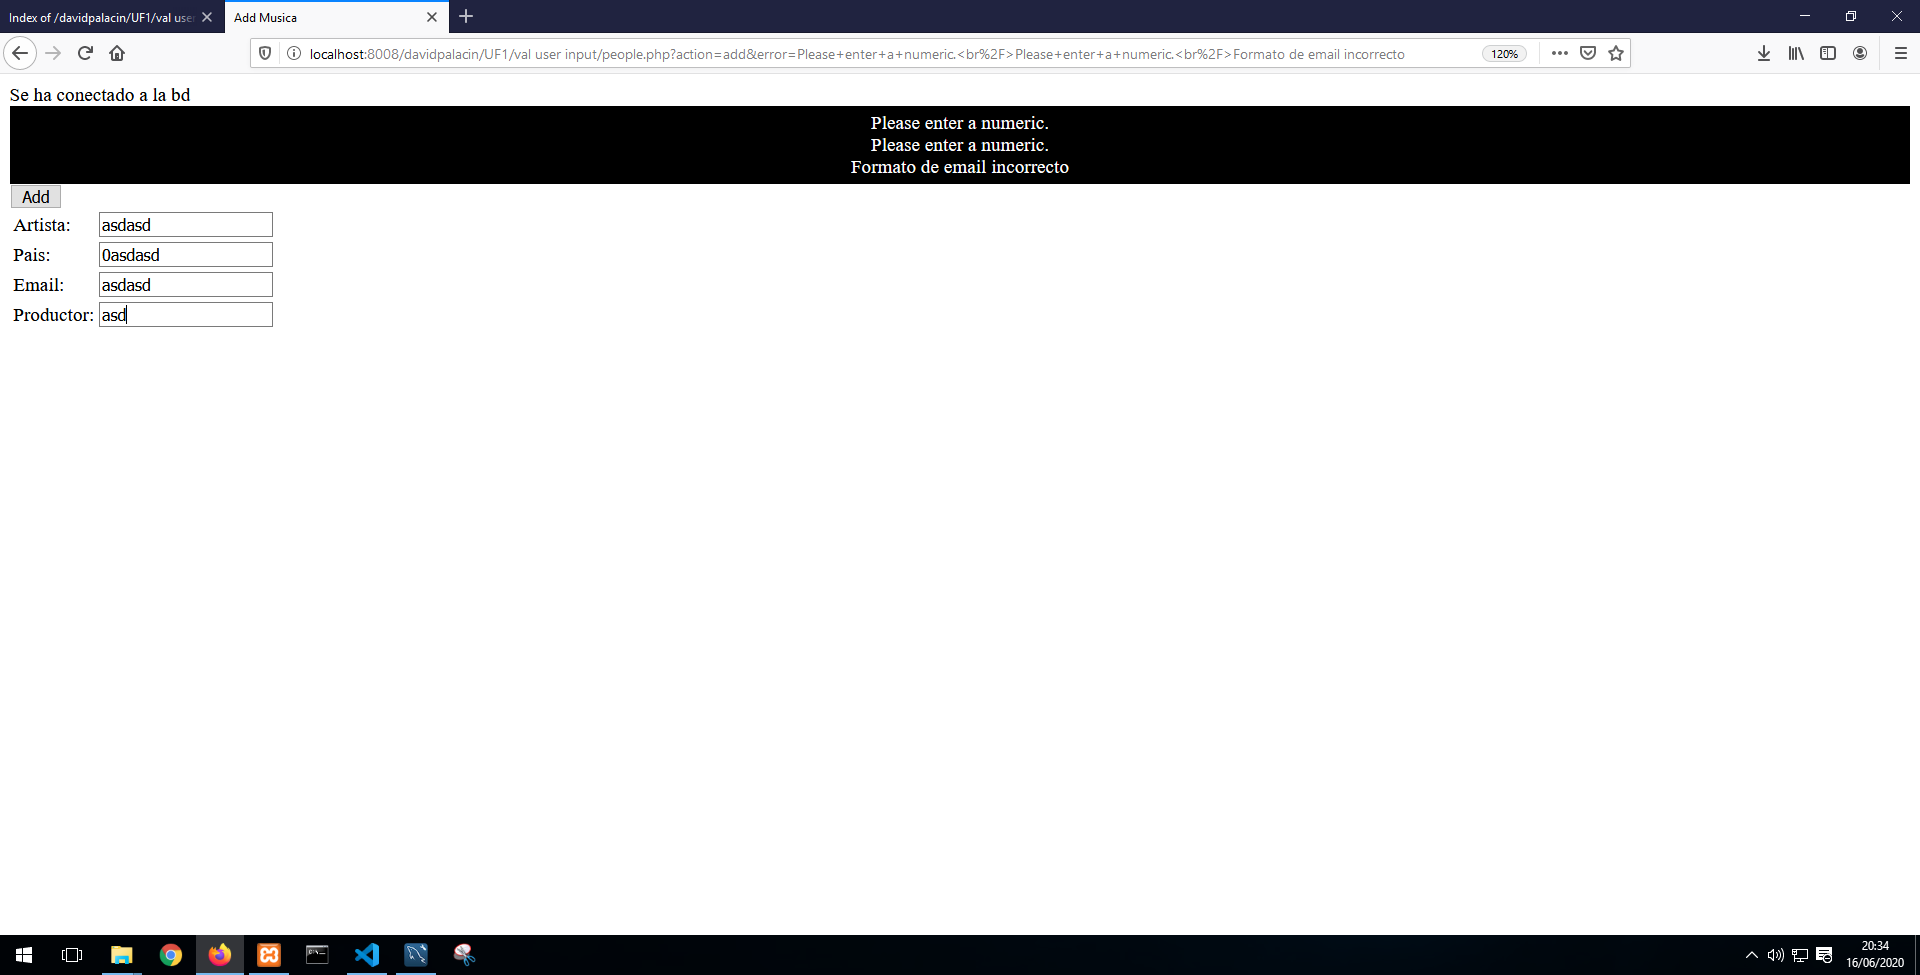 Index of /davidpalacin/UF1/val use
Add Musica
localhost:8008/davidpalacin/UF1/val user input/people.php?action=add&error=Please+enter+a+numeric.<br%2F>Please+enter+a+numeric.<br%2F>Formato de email incorrecto
120%
Se ha conectado a la bd
Please enter a numeric.
Please enter a numeric.
Formato de email incorrecto
Add
Artista: asdasd
Pais: 0asdasd
Email: asdasd
Productor: asd
20:34
16/06/2020